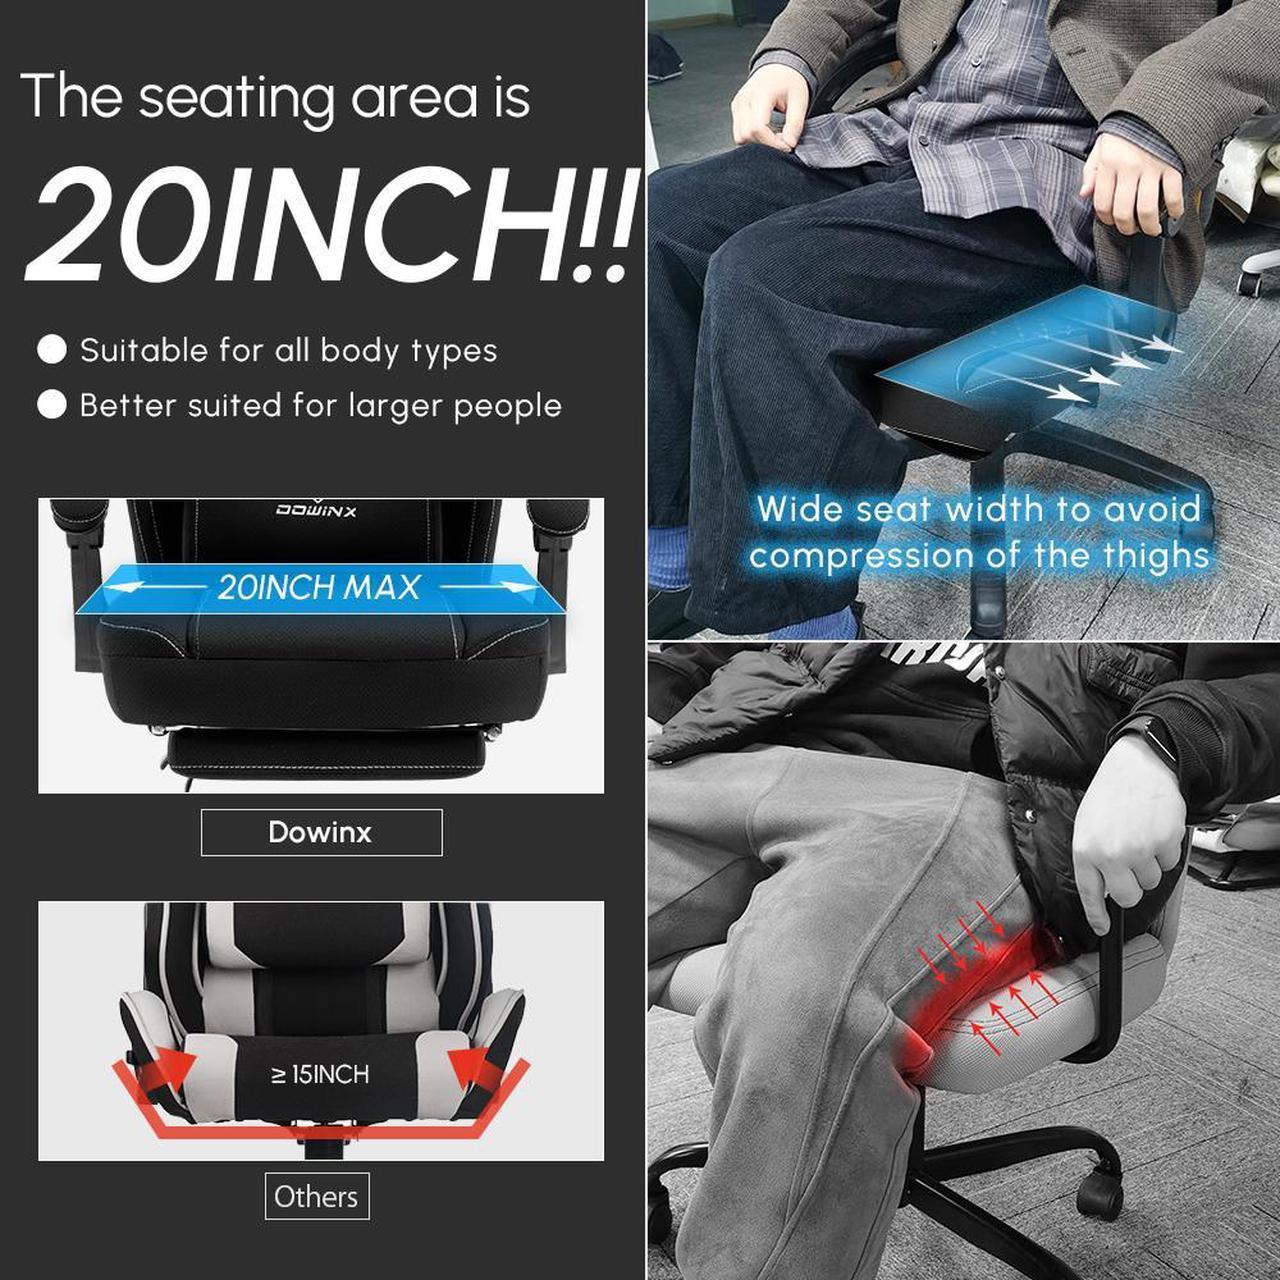 The seating area is
20INCH!!
Suitable for all body types
Better suited for larger people
DOWINX
20INCH MAX
Dowinx
≥ 15INCH
Others
Wide seat width to avoid
compression of the thighs